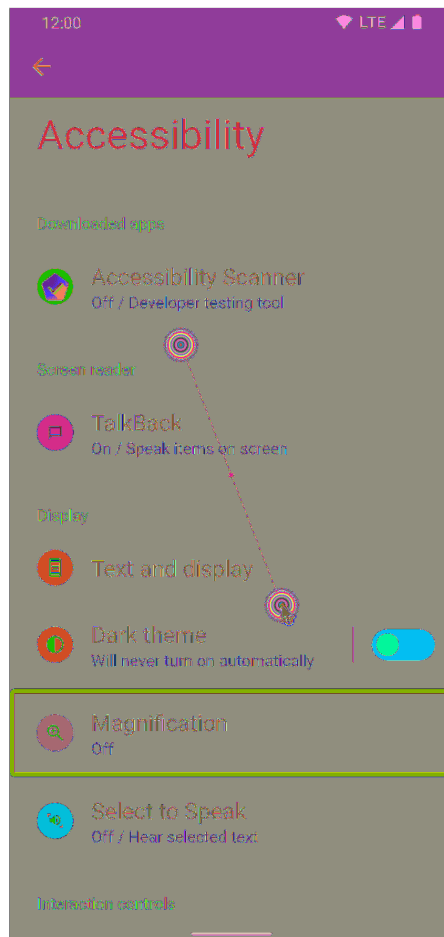 12:00 LTE
Accessibility
Downloaded apps
Accessibility Scanner
Off / Developer testing tool
Screen reader
TalkBack
On / Speak items on screen
Display
Text and display
Dark theme
Will never turn on automatically
Magnification
Off
Select to Speak
Off / Hear selected text
Interaction controls